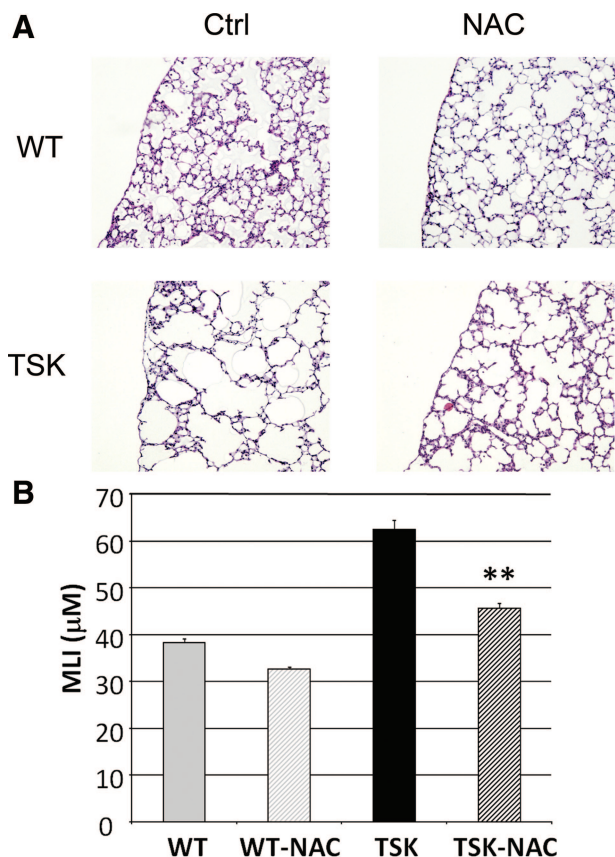 A
Ctrl
NAC
WT
TSK
B
70
60
50
40
30
20
10
0
MLI (μM)
**
WT
WT-NAC
TSK
TSK-NAC